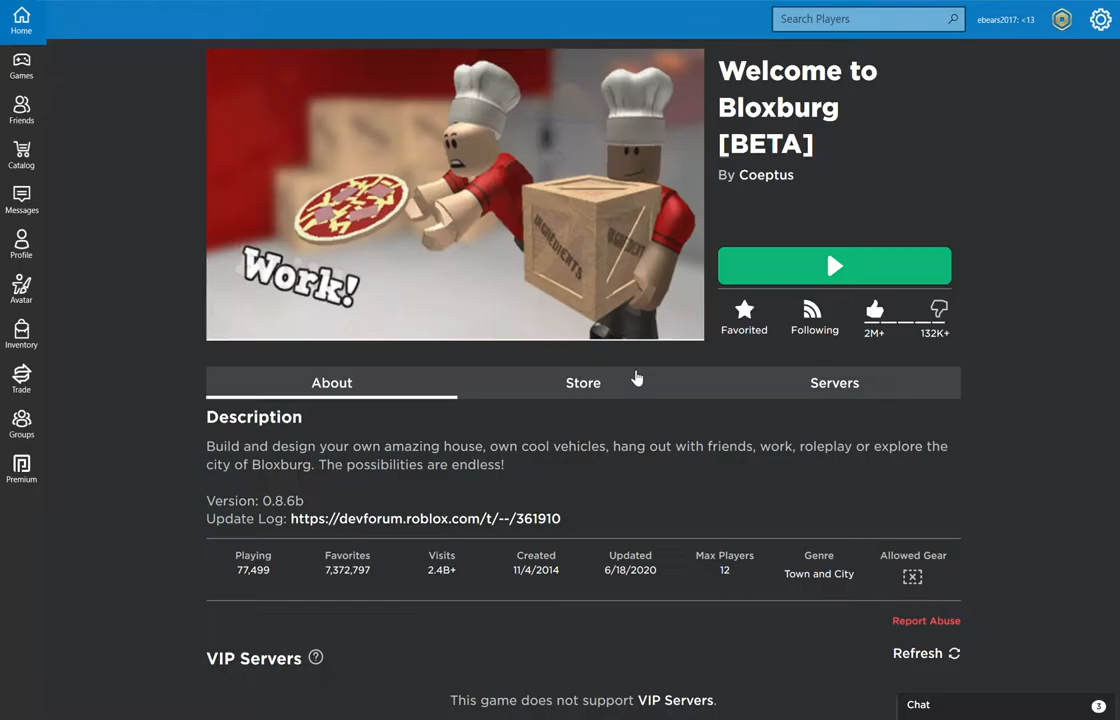 Home
Search Players
ebears2017: <13
Games
Friends
Catalog
Messages
Profile
Avatar
Inventory
Trade
Groups
Premium
INGREDIENTS
INGREDIENT
Work!
Welcome to
Bloxburg
[BETA]
By Coeptus
Favorited
Following
2M+
132K+
About
Store
Servers
Description
Build and design your own amazing house, own cool vehicles, hang out with friends, work, roleplay or explore the
city of Bloxburg. The possibilities are endless!
Version: 0.8.6b
Update Log: https://devforum.roblox.com/t/--/361910
Playing Favorites Visits Created Updated Max Players Genre Allowed Gear
77,499 7,372,797 2.4B+ 11/4/2014 6/18/2020 12 Town and City
Report Abuse
VIP Servers ?
Refresh
This game does not support VIP Servers.
Chat 3